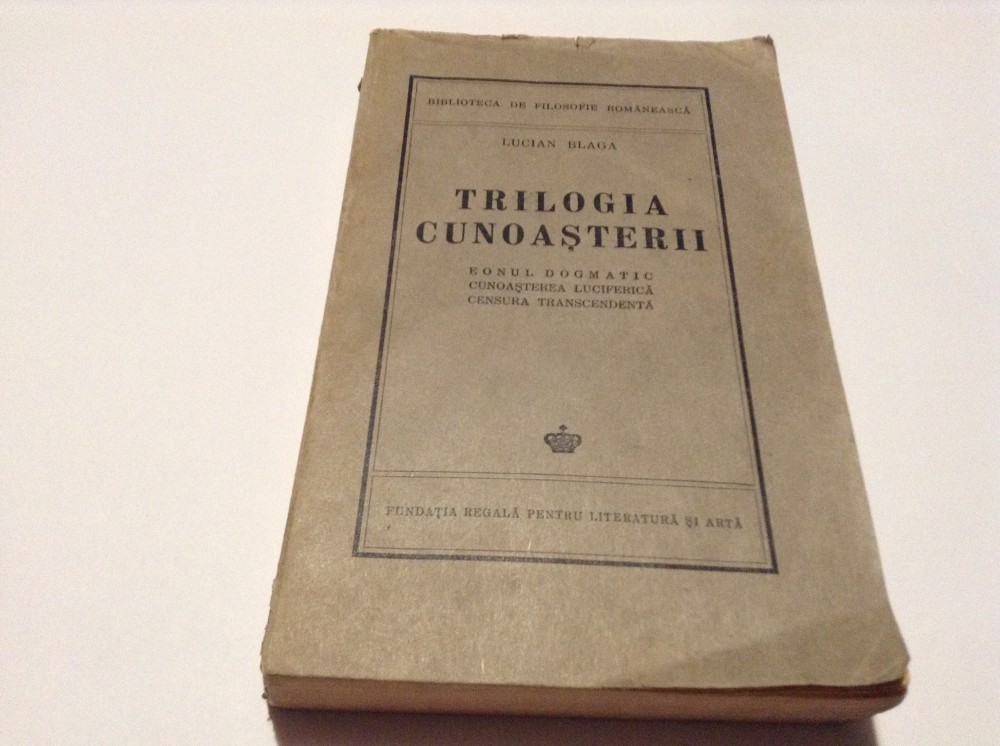 BIBLIOTECA DE FILOSOFIE ROMÂNEASCĂ
LUCIAN BLAGA
TRILOGIA
CUNOAȘTERII
EONUL DOGMATIC
CUNOAȘTEREA LUCIFERICĂ
CENSURA TRANSCENDENTĂ
FUNDAȚIA REGALĂ PENTRU LITERATURĂ ȘI ARTĂ